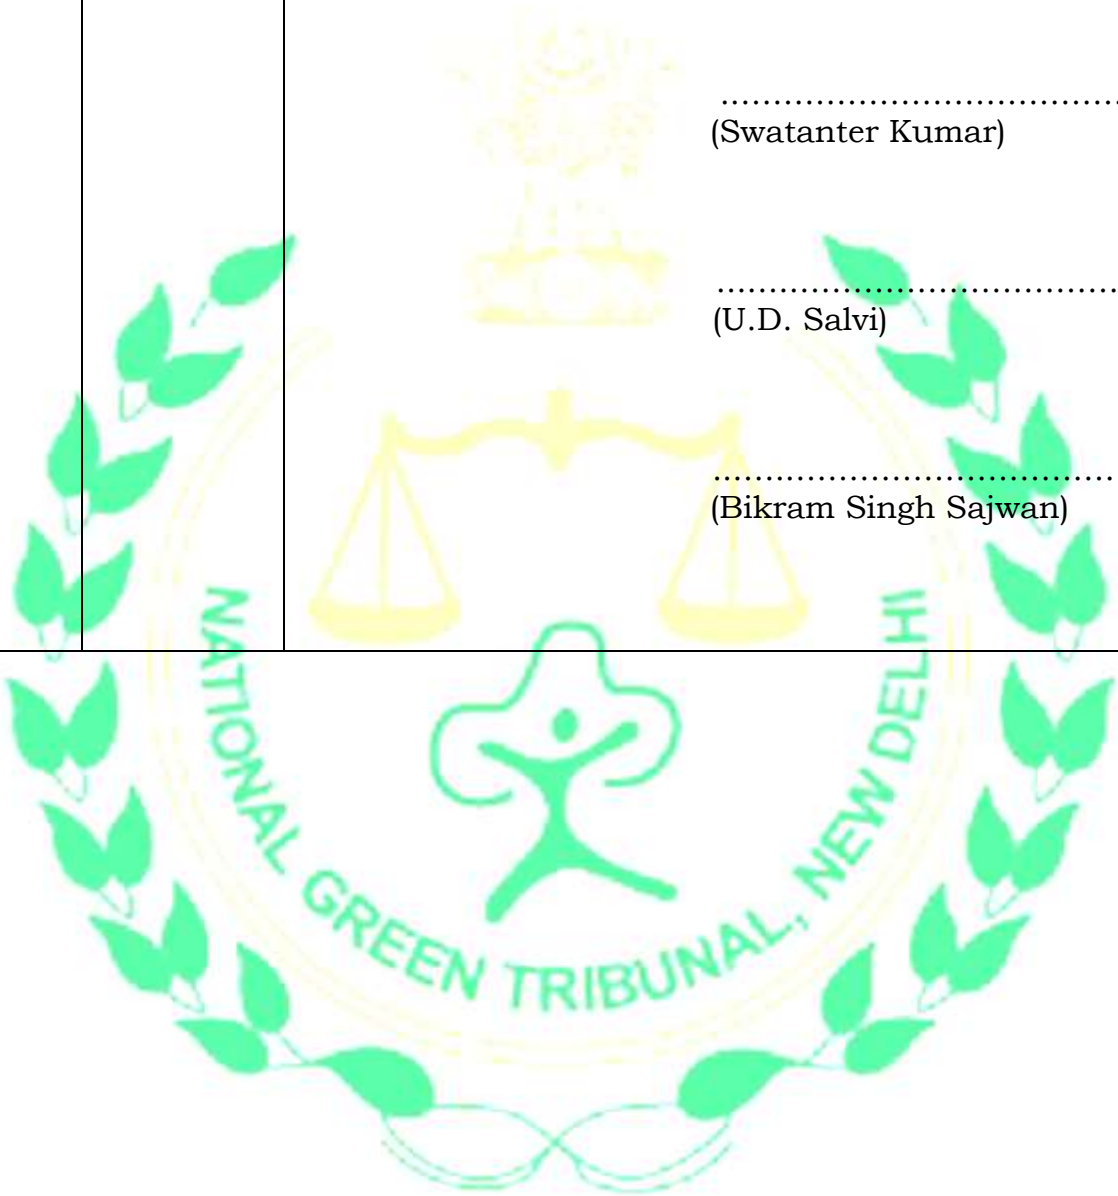 ......................................
(Swatanter Kumar)
......................................
(U.D. Salvi)
......................................
(Bikram Singh Sajwan)
NATIONAL GREEN TRIBUNAL, NEW DELHI